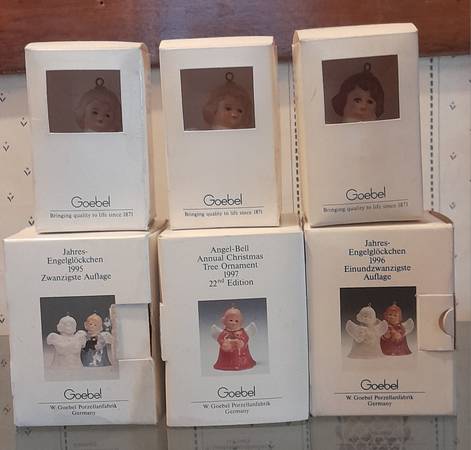 Goebel
Bringing quality to life since 1871
Goebel
Bringing quality to life since 1871
Goebel
Bringing quality to life since 1871
Jahres-
Engelglöckchen
1995
Zwanzigste Auflage
Goebel
W. Goebel Porzellanfabrik
Germany
Angel-Bell
Annual Christmas
Tree Ornament
1997
22nd Edition
Goebel
W. Goebel Porzellanfabrik
Germany
Jahres-
Engelglöckchen
1996
Einundzwanzigste
Auflage
Goebel
W. Goebel Porzellanfabrik
Germany